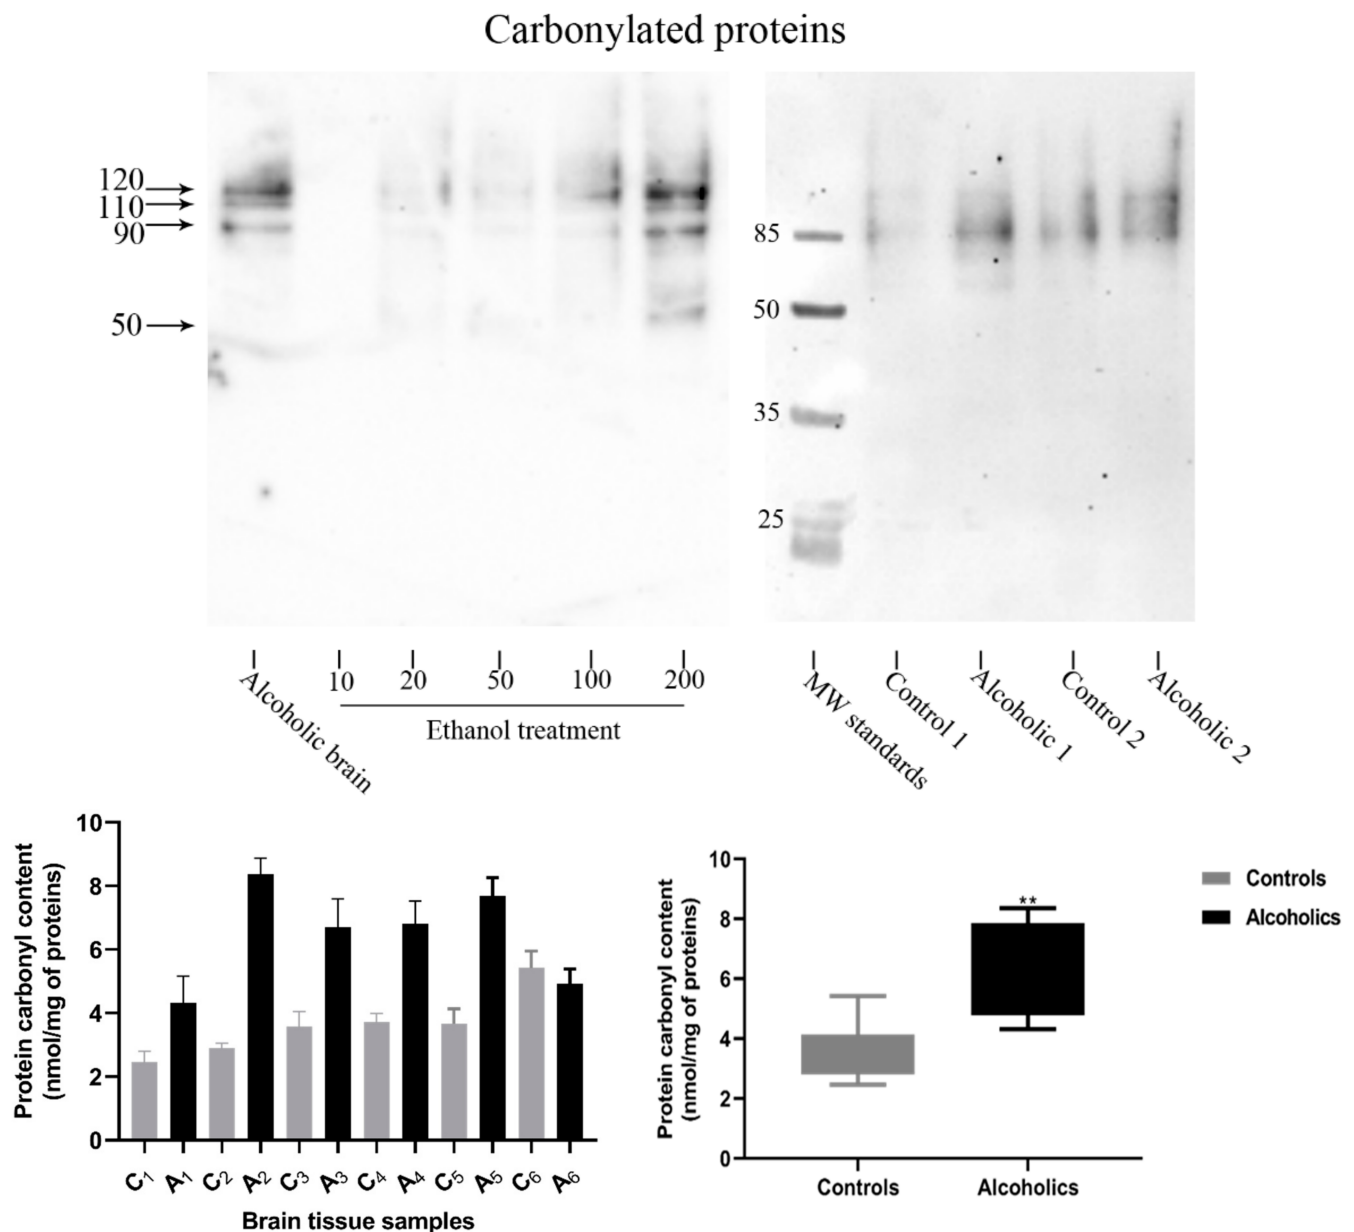 Carbonylated proteins
120
110
90
50
85
50
35
25
Alcoholic brain
10 20 50 100 200
Ethanol treatment
MW standards
Control 1
Alcoholic 1
Control 2
Alcoholic 2
Protein carbonyl content
(nmol/mg of proteins)
10
8
6
4
2
0
C1 A1 C2 A2 C3 A3 C4 A4 C5 A5 C6 A6
Brain tissue samples
Protein carbonyl content
(nmol/mg of proteins)
10
8
6
4
2
0
**
Controls Alcoholics
Controls
Alcoholics